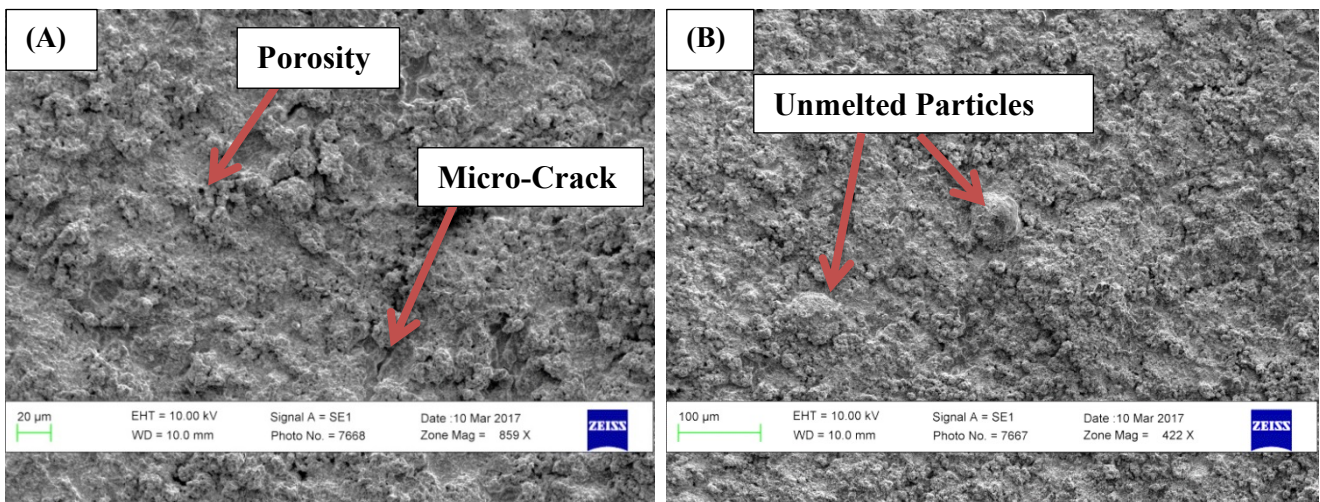 (A)
Porosity
Micro-Crack
20 µm
EHT = 10.00 kV
WD = 10.0 mm
Signal A = SE1
Photo No. = 7668
Date :10 Mar 2017
Zone Mag = 859 X
ZEISS
(B)
Unmelted Particles
100 µm
EHT = 10.00 kV
WD = 10.0 mm
Signal A = SE1
Photo No. = 7667
Date :10 Mar 2017
Zone Mag = 422 X
ZEISS